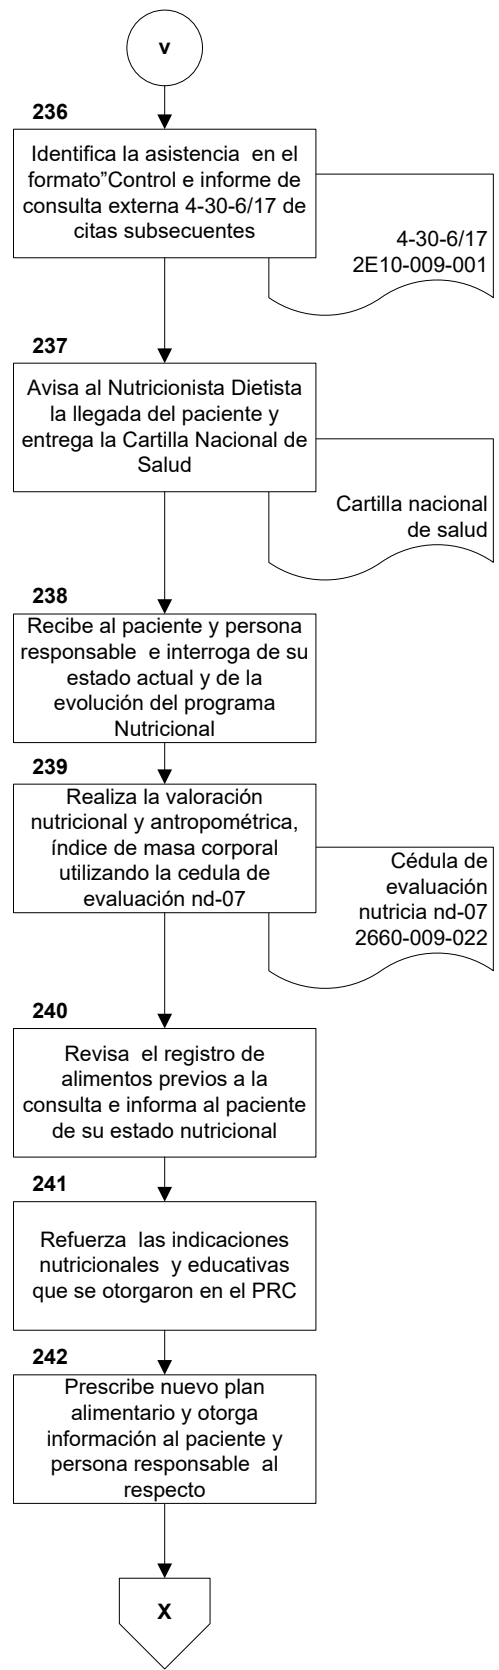 v
236
Identifica la asistencia en el
formato”Control e informe de
consulta externa 4-30-6/17 de
citas subsecuentes
4-30-6/17
2E10-009-001
237
Avisa al Nutricionista Dietista
la llegada del paciente y
entrega la Cartilla Nacional de
Salud
Cartilla nacional
de salud
238
Recibe al paciente y persona
responsable e interroga de su
estado actual y de la
evolución del programa
Nutricional
239
Realiza la valoración
nutricional y antropométrica,
índice de masa corporal
utilizando la cedula de
evaluación nd-07
Cédula de
evaluación
nutricia nd-07
2660-009-022
240
Revisa el registro de
alimentos previos a la
consulta e informa al paciente
de su estado nutricional
241
Refuerza las indicaciones
nutricionales y educativas
que se otorgaron en el PRC
242
Prescribe nuevo plan
alimentario y otorga
información al paciente y
persona responsable al
respecto
X